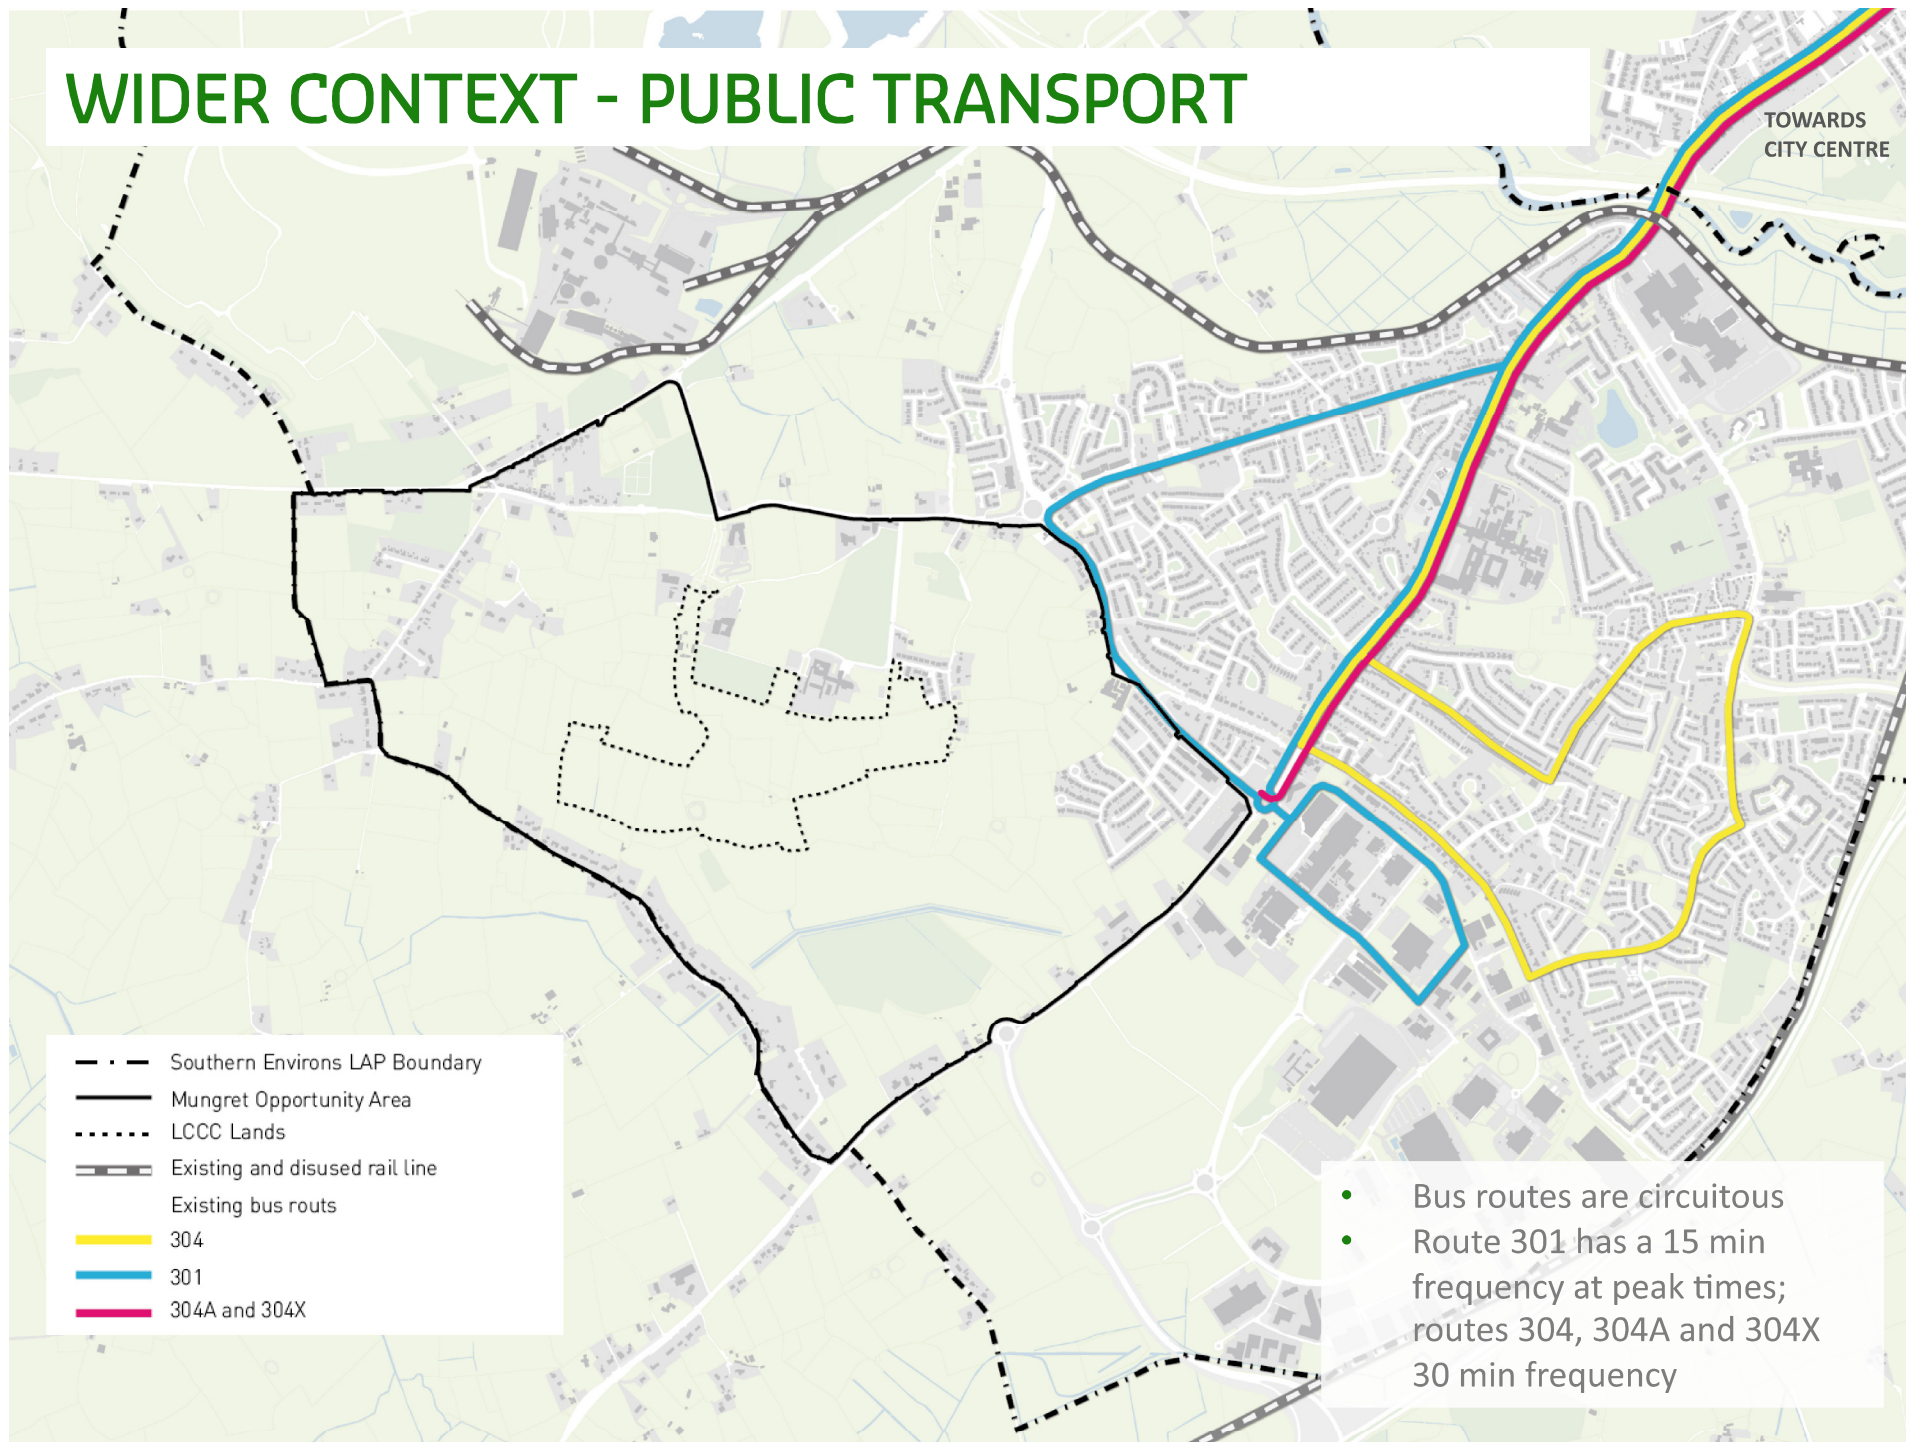 WIDER CONTEXT - PUBLIC TRANSPORT
TOWARDS
CITY CENTRE
Southern Environs LAP Boundary
Mungret Opportunity Area
LCCC Lands
Existing and disused rail line
Existing bus routs
304
301
304A and 304X
• Bus routes are circuitous
• Route 301 has a 15 min
frequency at peak times;
routes 304, 304A and 304X
30 min frequency